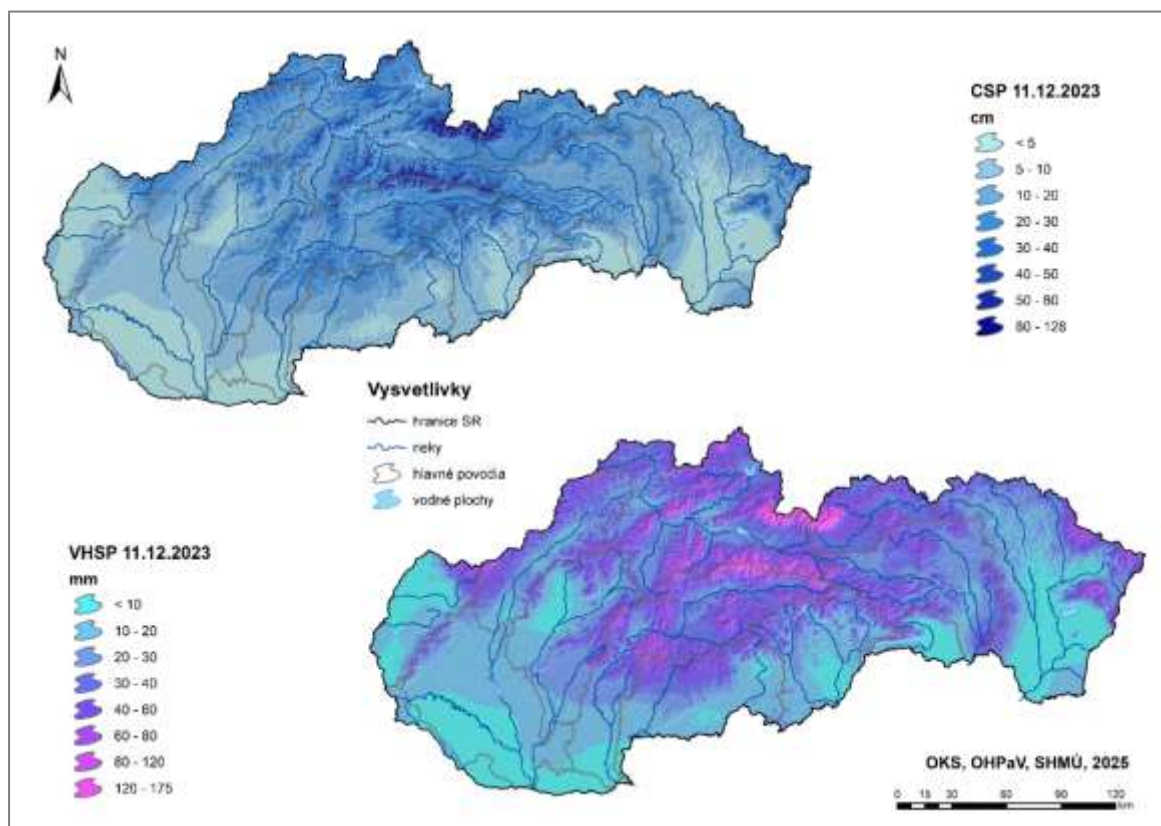 N
CSP 11.12.2023
cm
< 5
5 - 10
10 - 20
20 - 30
30 - 40
40 - 50
50 - 80
80 - 128
Vysvetlivky
hranice SR
rieky
hlavné povodia
vodné plochy
VHSP 11.12.2023
mm
< 10
10 - 20
20 - 30
30 - 40
40 - 60
60 - 80
80 - 120
120 - 175
OKS, OHPaV, SHMÚ, 2025
0 15 30 60 90 120
km